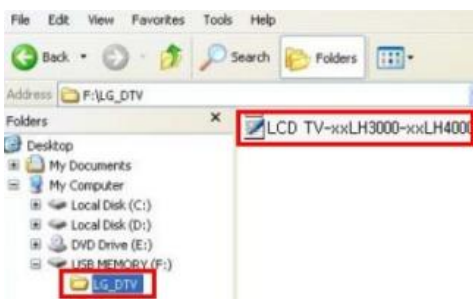 File Edit View Favorites Tools Help
Back Search Folders
Address F:\LG_DTV
Folders x
LCD TV-xxLH3000-xxLH4000
Desktop
My Documents
My Computer
Local Disk (C:)
Local Disk (D:)
DVD Drive (E:)
USB MEMORY (F:)
LG_DTV